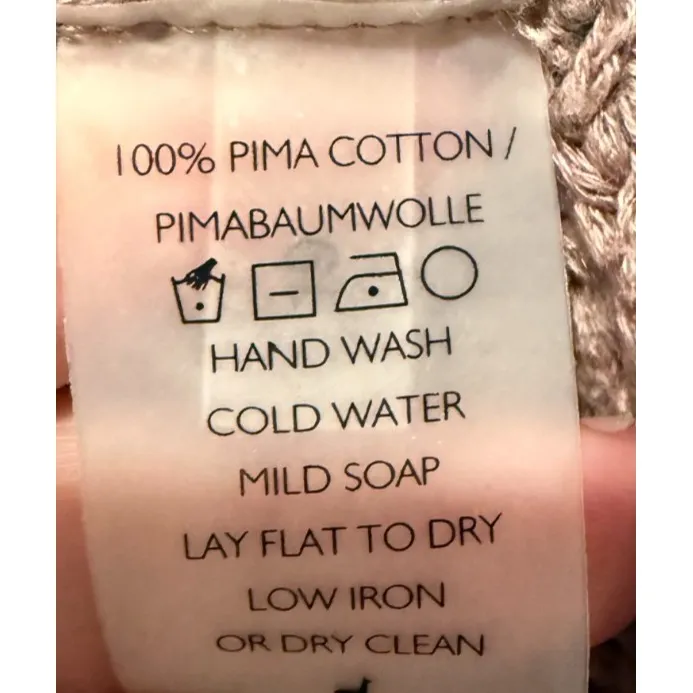 100% PIMA COTTON /
PIMABAUMWOLLE
HAND WASH
COLD WATER
MILD SOAP
LAY FLAT TO DRY
LOW IRON
OR DRY CLEAN